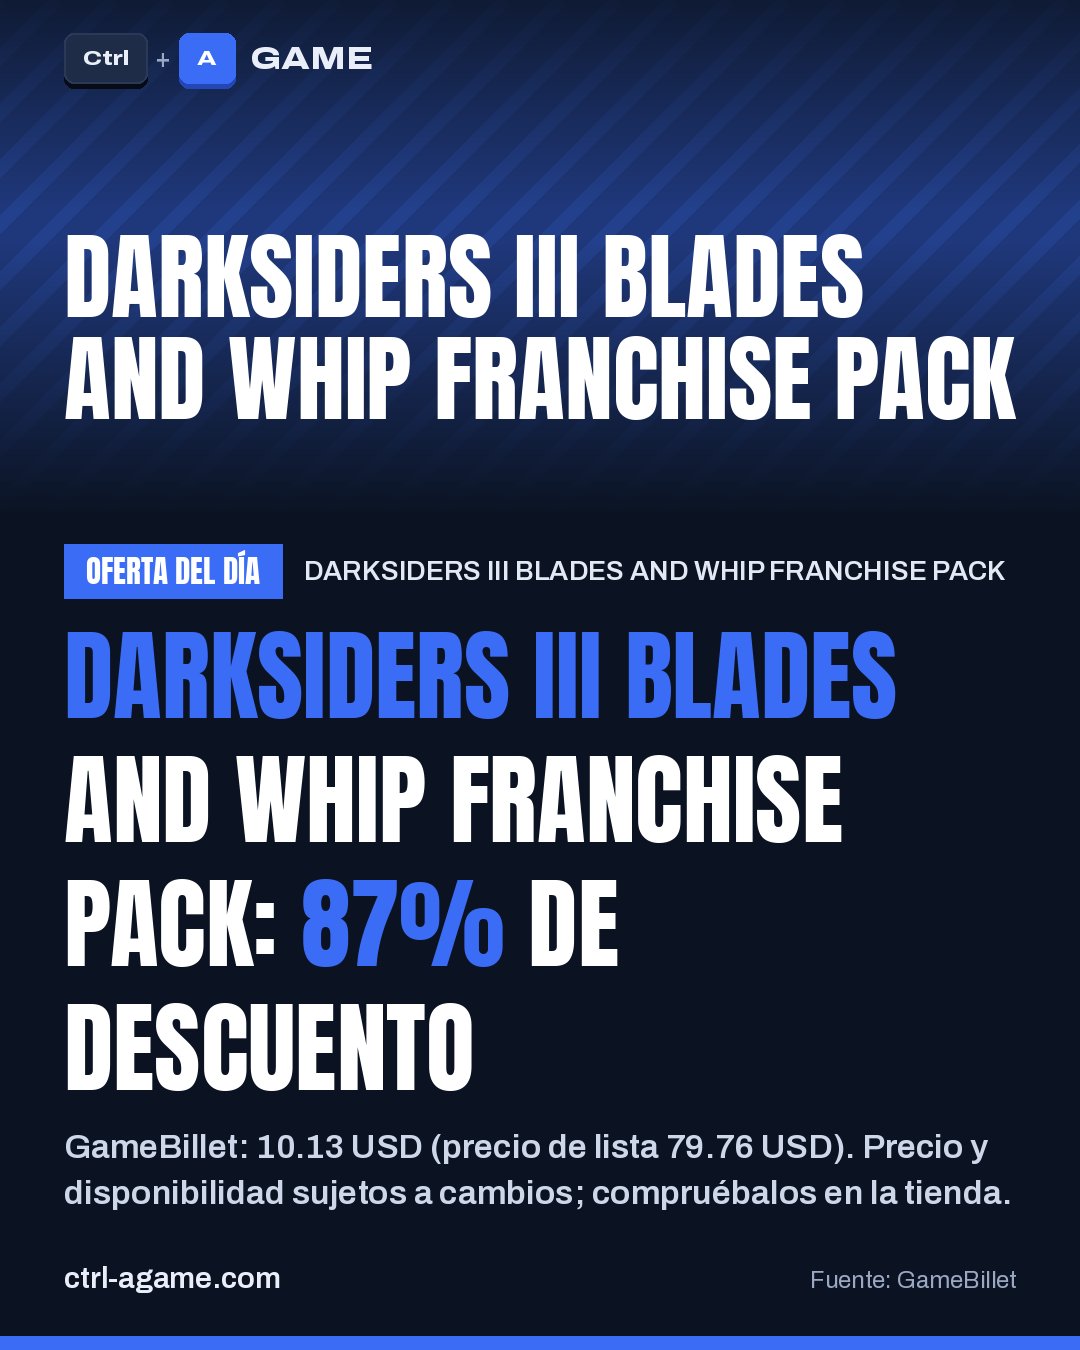 Ctrl + A GAME
DARKSIDERS III BLADES
AND WHIP FRANCHISE PACK
OFERTA DEL DÍA DARKSIDERS III BLADES AND WHIP FRANCHISE PACK
DARKSIDERS III BLADES
AND WHIP FRANCHISE
PACK: 87% DE
DESCUENTO
GameBillet: 10.13 USD (precio de lista 79.76 USD). Precio y
disponibilidad sujetos a cambios; compruébalos en la tienda.
ctrl-agame.com Fuente: GameBillet